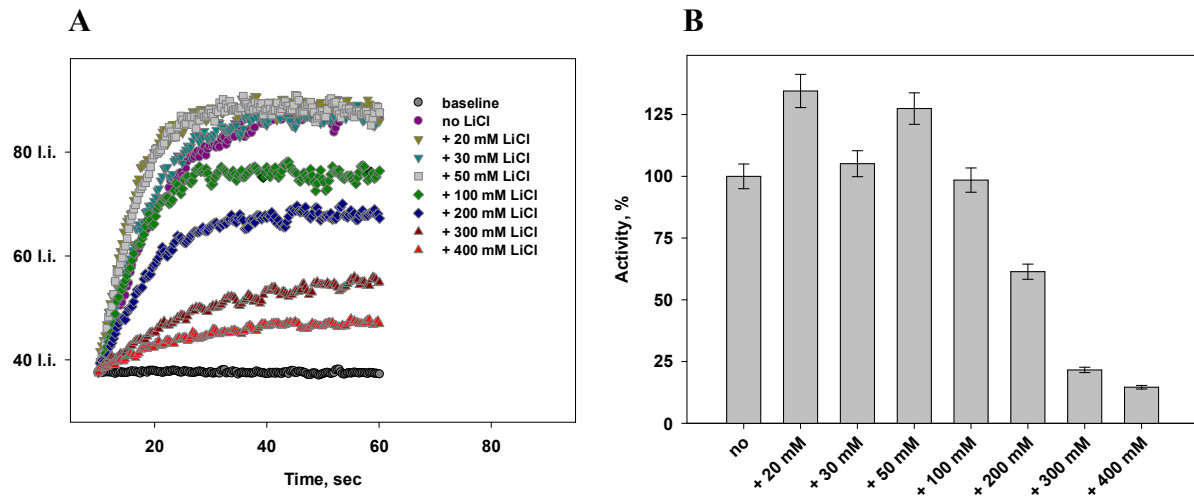 A
80 l.i.
60 l.i.
40 l.i.
20
40
60
80
Time, sec
baseline
no LiCl
+ 20 mM LiCl
+ 30 mM LiCl
+ 50 mM LiCl
+ 100 mM LiCl
+ 200 mM LiCl
+ 300 mM LiCl
+ 400 mM LiCl
B
Activity, %
125
100
75
50
25
0
no
+ 20 mM
+ 30 mM
+ 50 mM
+ 100 mM
+ 200 mM
+ 300 mM
+ 400 mM